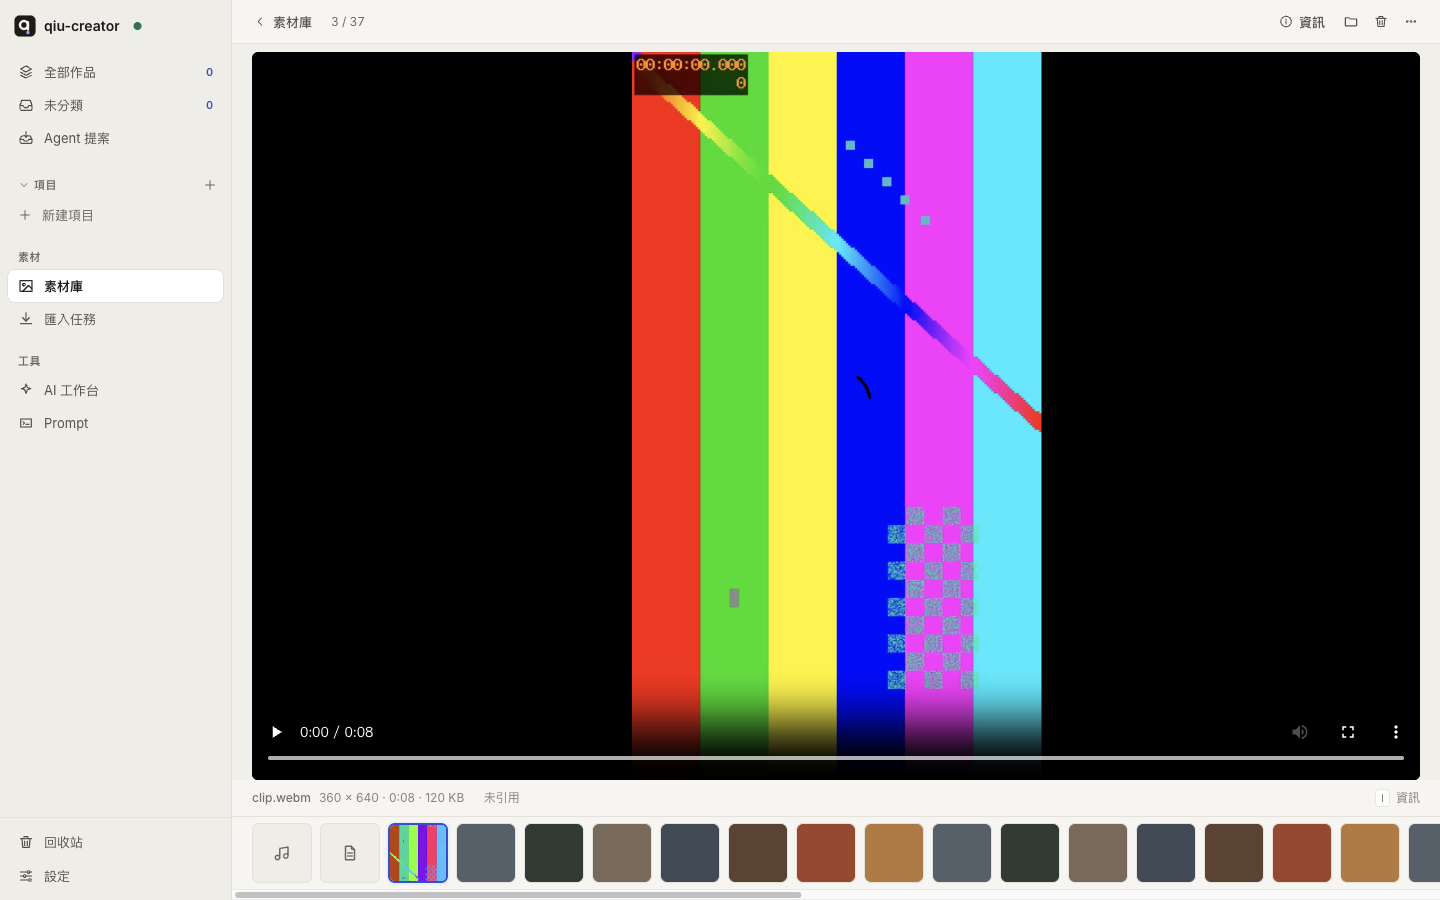 qiu-creator
全部作品 0
未分類 0
Agent 提案
項目
新建項目
素材
素材庫
匯入任務
工具
AI 工作台
Prompt
回收站
設定
素材庫 3 / 37
資訊
00:00:00.000
0
0:00 / 0:08
clip.webm 360 × 640 · 0:08 · 120 KB · 未引用
I 資訊